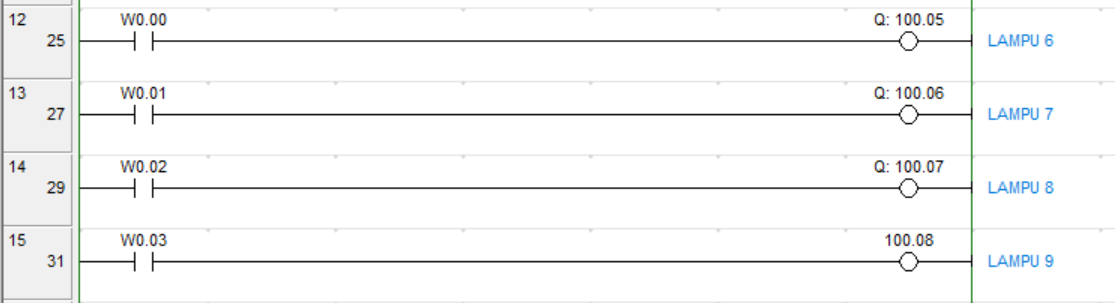 12 W0.00 Q: 100.05
25 LAMPU 6
13 W0.01 Q: 100.06
27 LAMPU 7
14 W0.02 Q: 100.07
29 LAMPU 8
15 W0.03 100.08
31 LAMPU 9